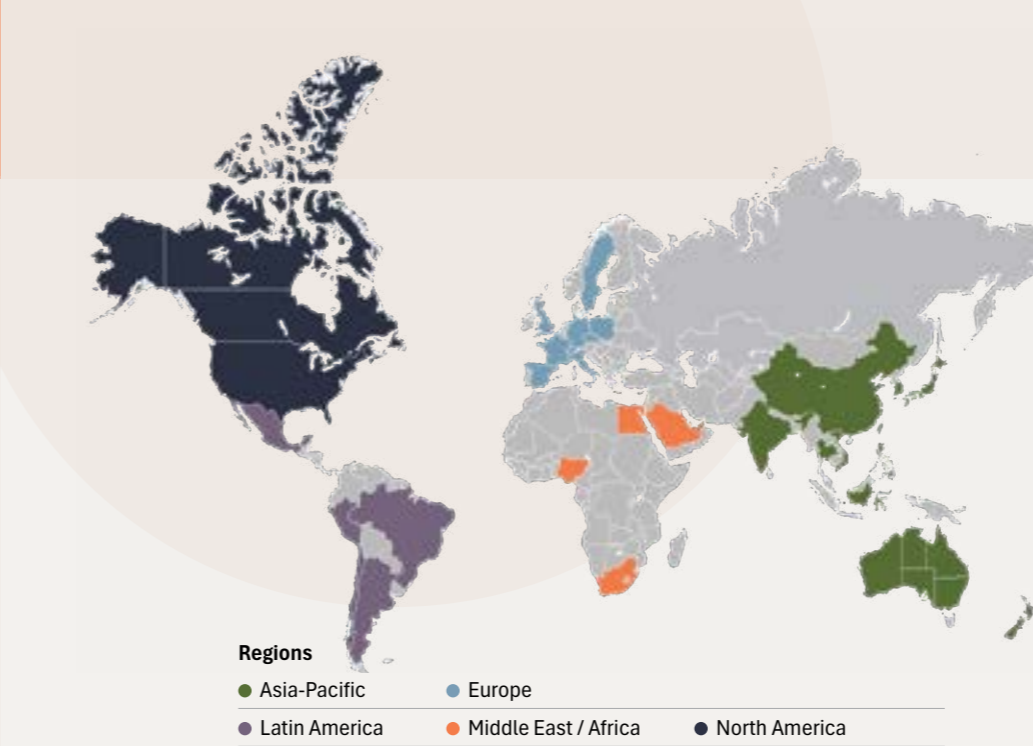 Regions
Asia-Pacific Europe
Latin America Middle East / Africa North America